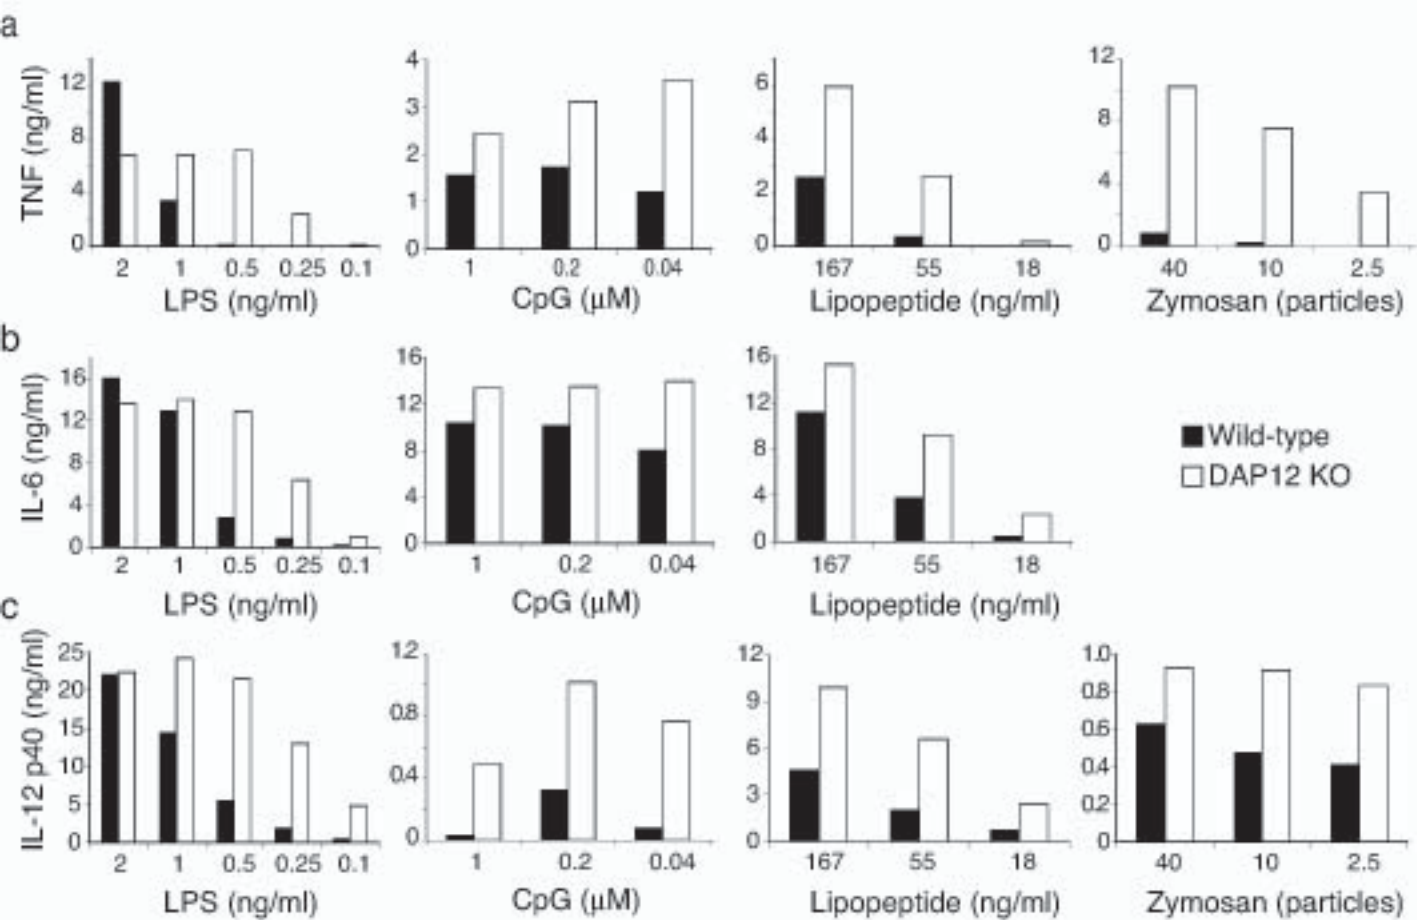 a
TNF (ng/ml)
12
8
4
0
2 1 0.5 0.25 0.1
LPS (ng/ml)
4
3
2
1
0
1 0.2 0.04
CpG (μM)
6
4
2
0
167 55 18
Lipopeptide (ng/ml)
12
8
4
0
40 10 2.5
Zymosan (particles)
b
IL-6 (ng/ml)
16
12
8
4
0
2 1 0.5 0.25 0.1
LPS (ng/ml)
16
12
8
4
0
1 0.2 0.04
CpG (μM)
16
12
8
4
0
167 55 18
Lipopeptide (ng/ml)
Wild-type
DAP12 KO
c
IL-12 p40 (ng/ml)
25
20
15
10
5
0
2 1 0.5 0.25 0.1
LPS (ng/ml)
1.2
0.8
0.4
0
1 0.2 0.04
CpG (μM)
12
9
6
3
0
167 55 18
Lipopeptide (ng/ml)
1.0
0.8
0.6
0.4
0.2
0
40 10 2.5
Zymosan (particles)